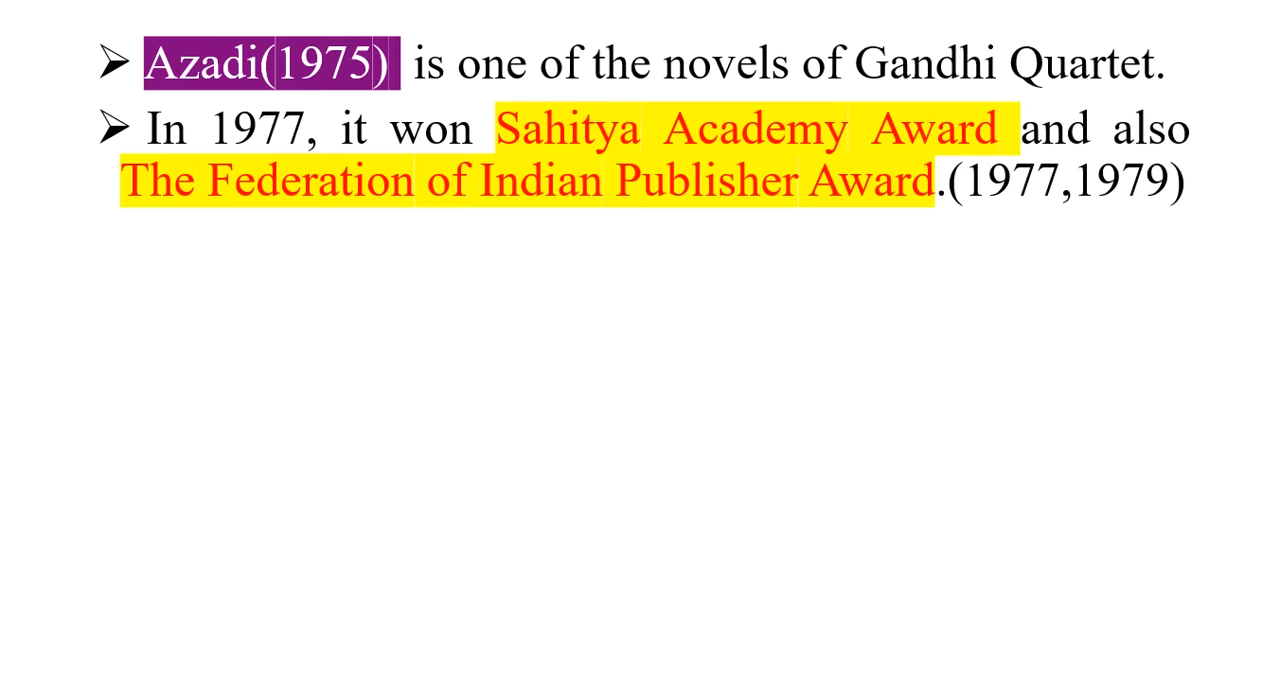 ➢ Azadi(1975) is one of the novels of Gandhi Quartet.
➢ In 1977, it won Sahitya Academy Award and also
The Federation of Indian Publisher Award.(1977,1979)